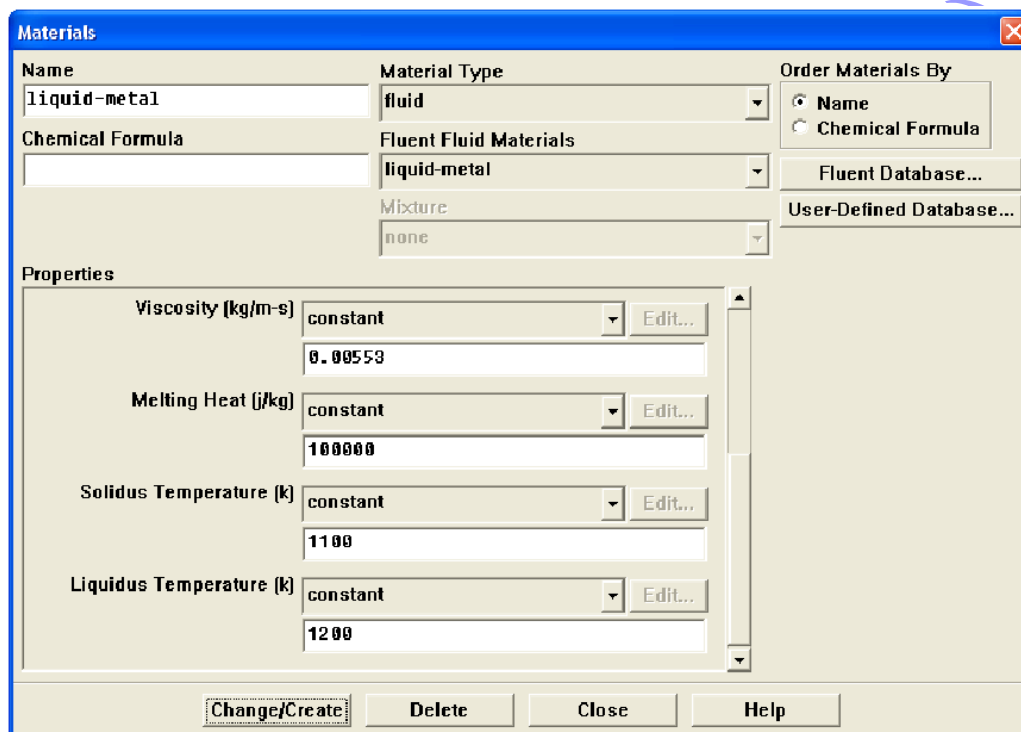 Materials
Name
liquid-metal
Chemical Formula
Material Type
fluid
Fluent Fluid Materials
liquid-metal
Mixture
none
Order Materials By
Name
Chemical Formula
Fluent Database...
User-Defined Database...
Properties
Viscosity (kg/m-s) constant Edit...
0.00553
Melting Heat (j/kg) constant Edit...
100000
Solidus Temperature (k) constant Edit...
1100
Liquidus Temperature (k) constant Edit...
1200
Change/Create Delete Close Help